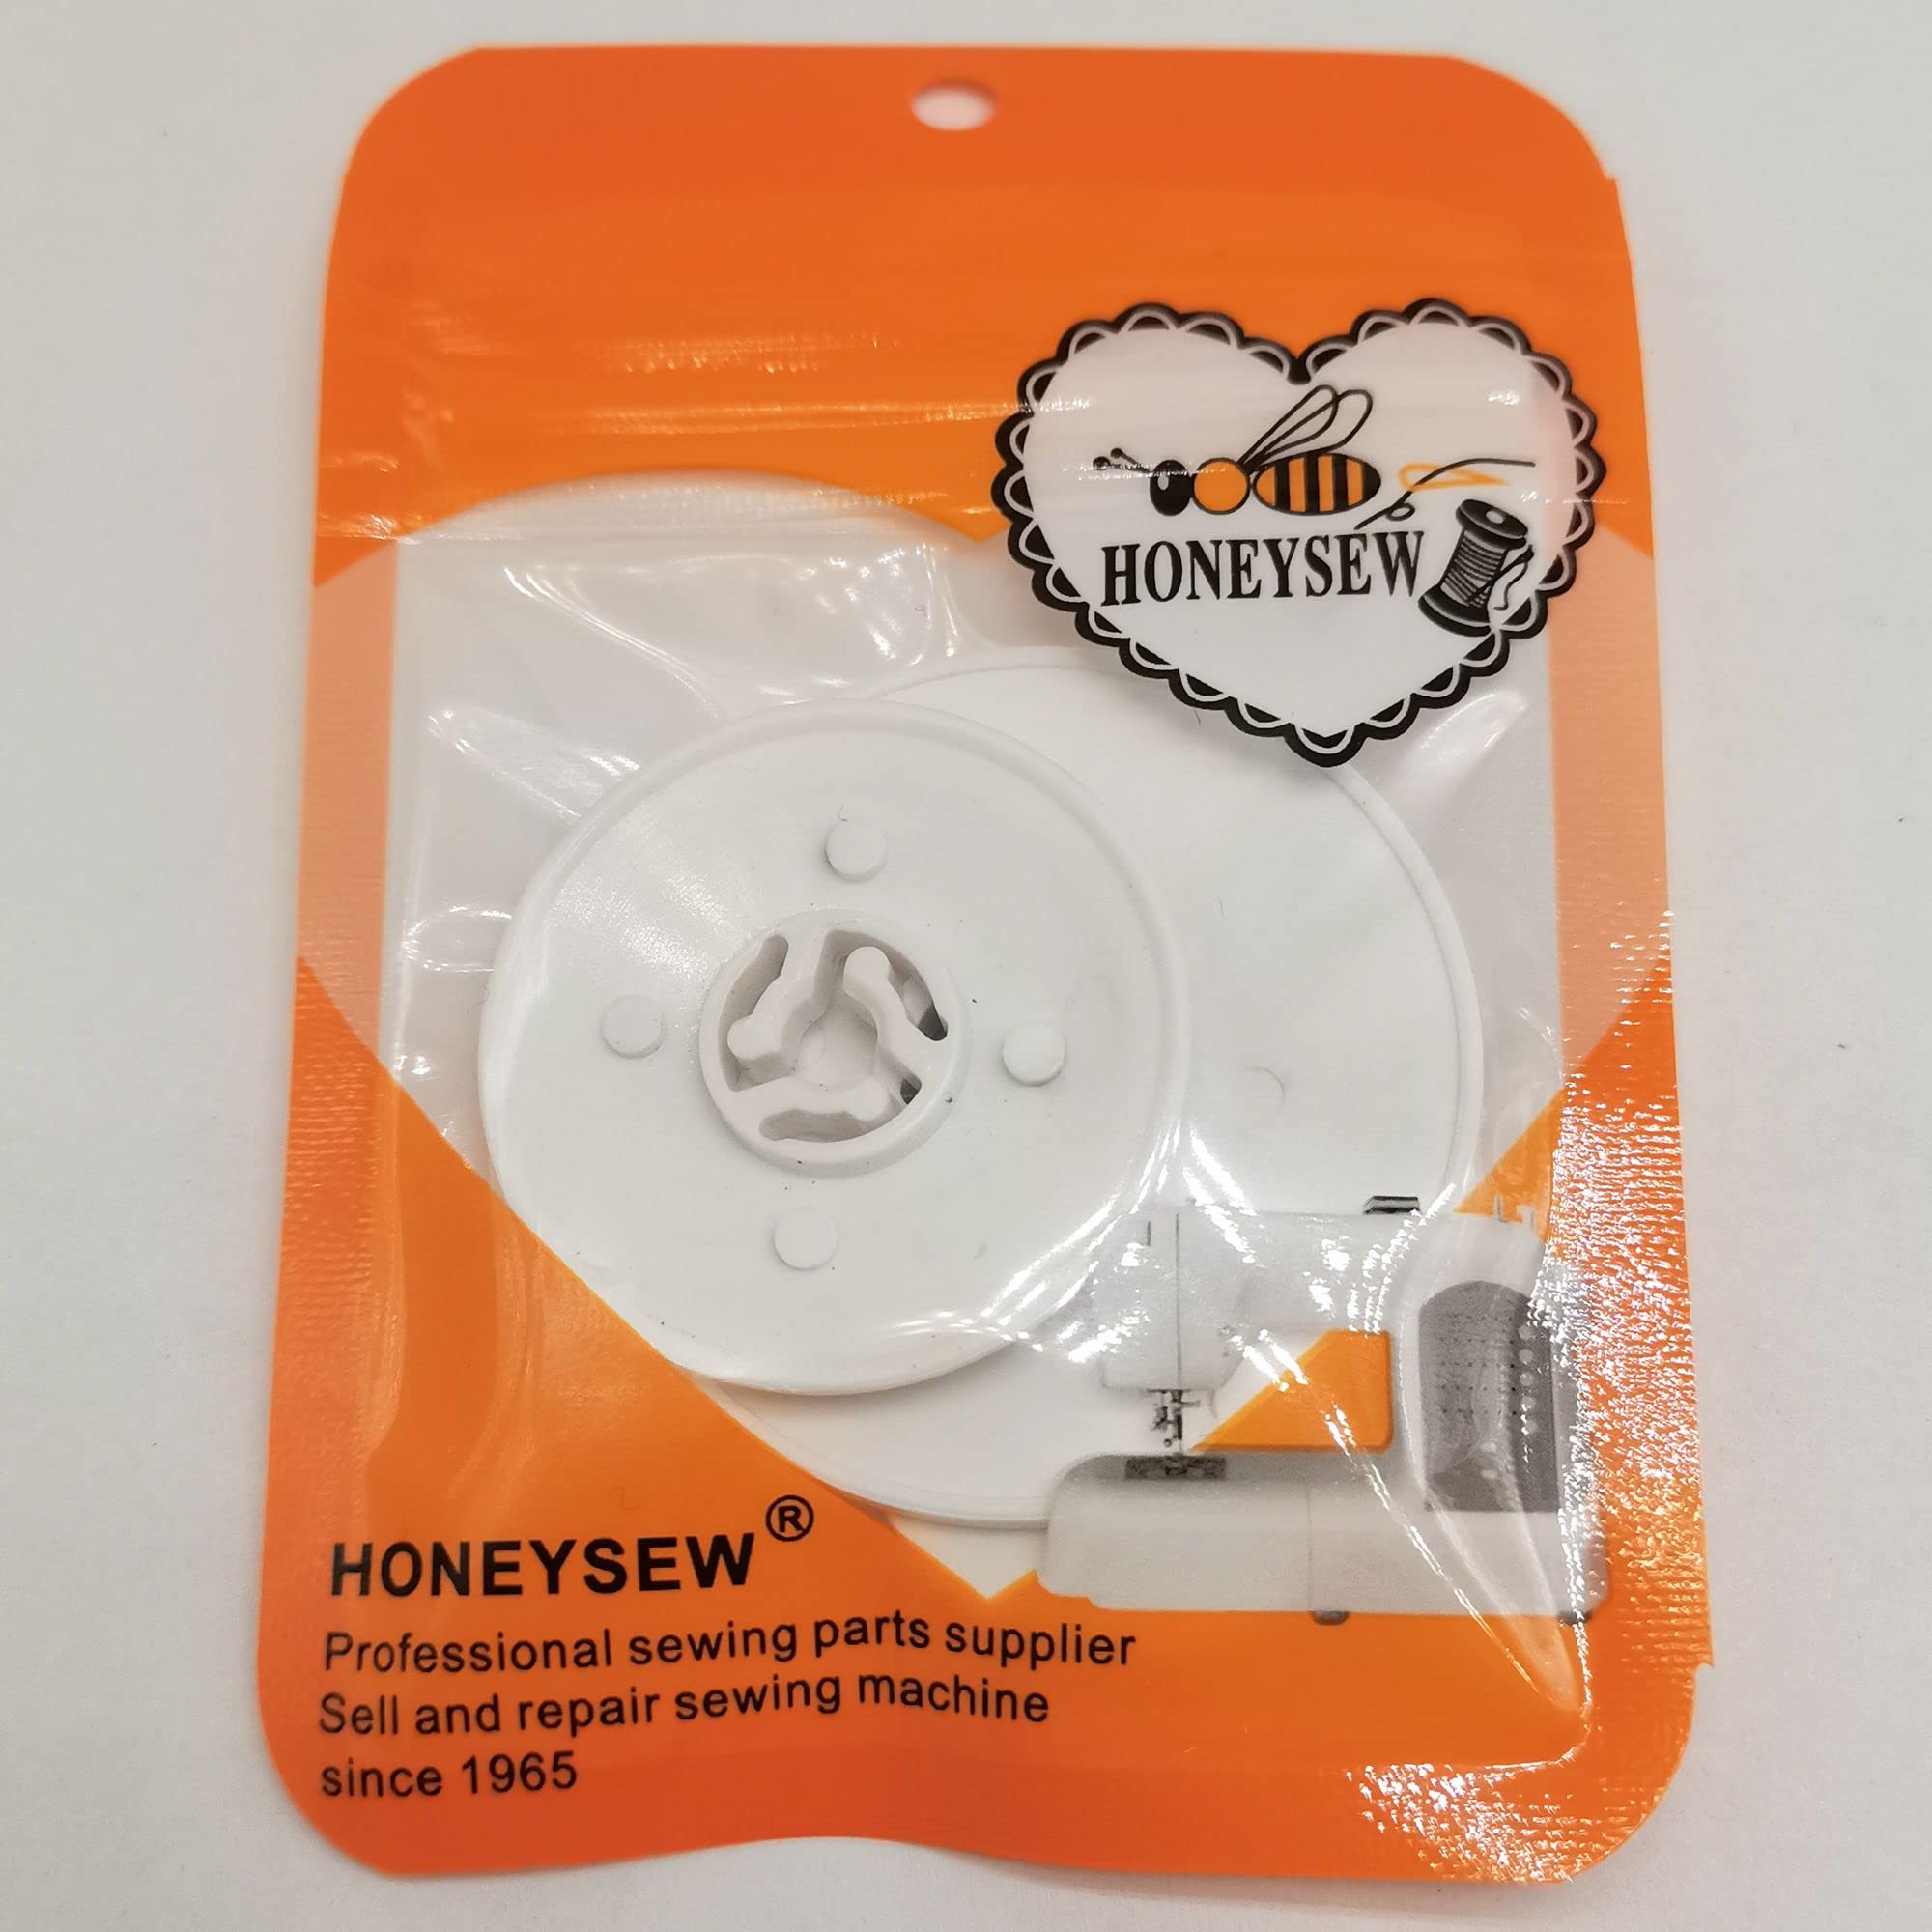 HONEYSEW
HONEYSEW®
Professional sewing parts supplier
Sell and repair sewing machine
since 1965